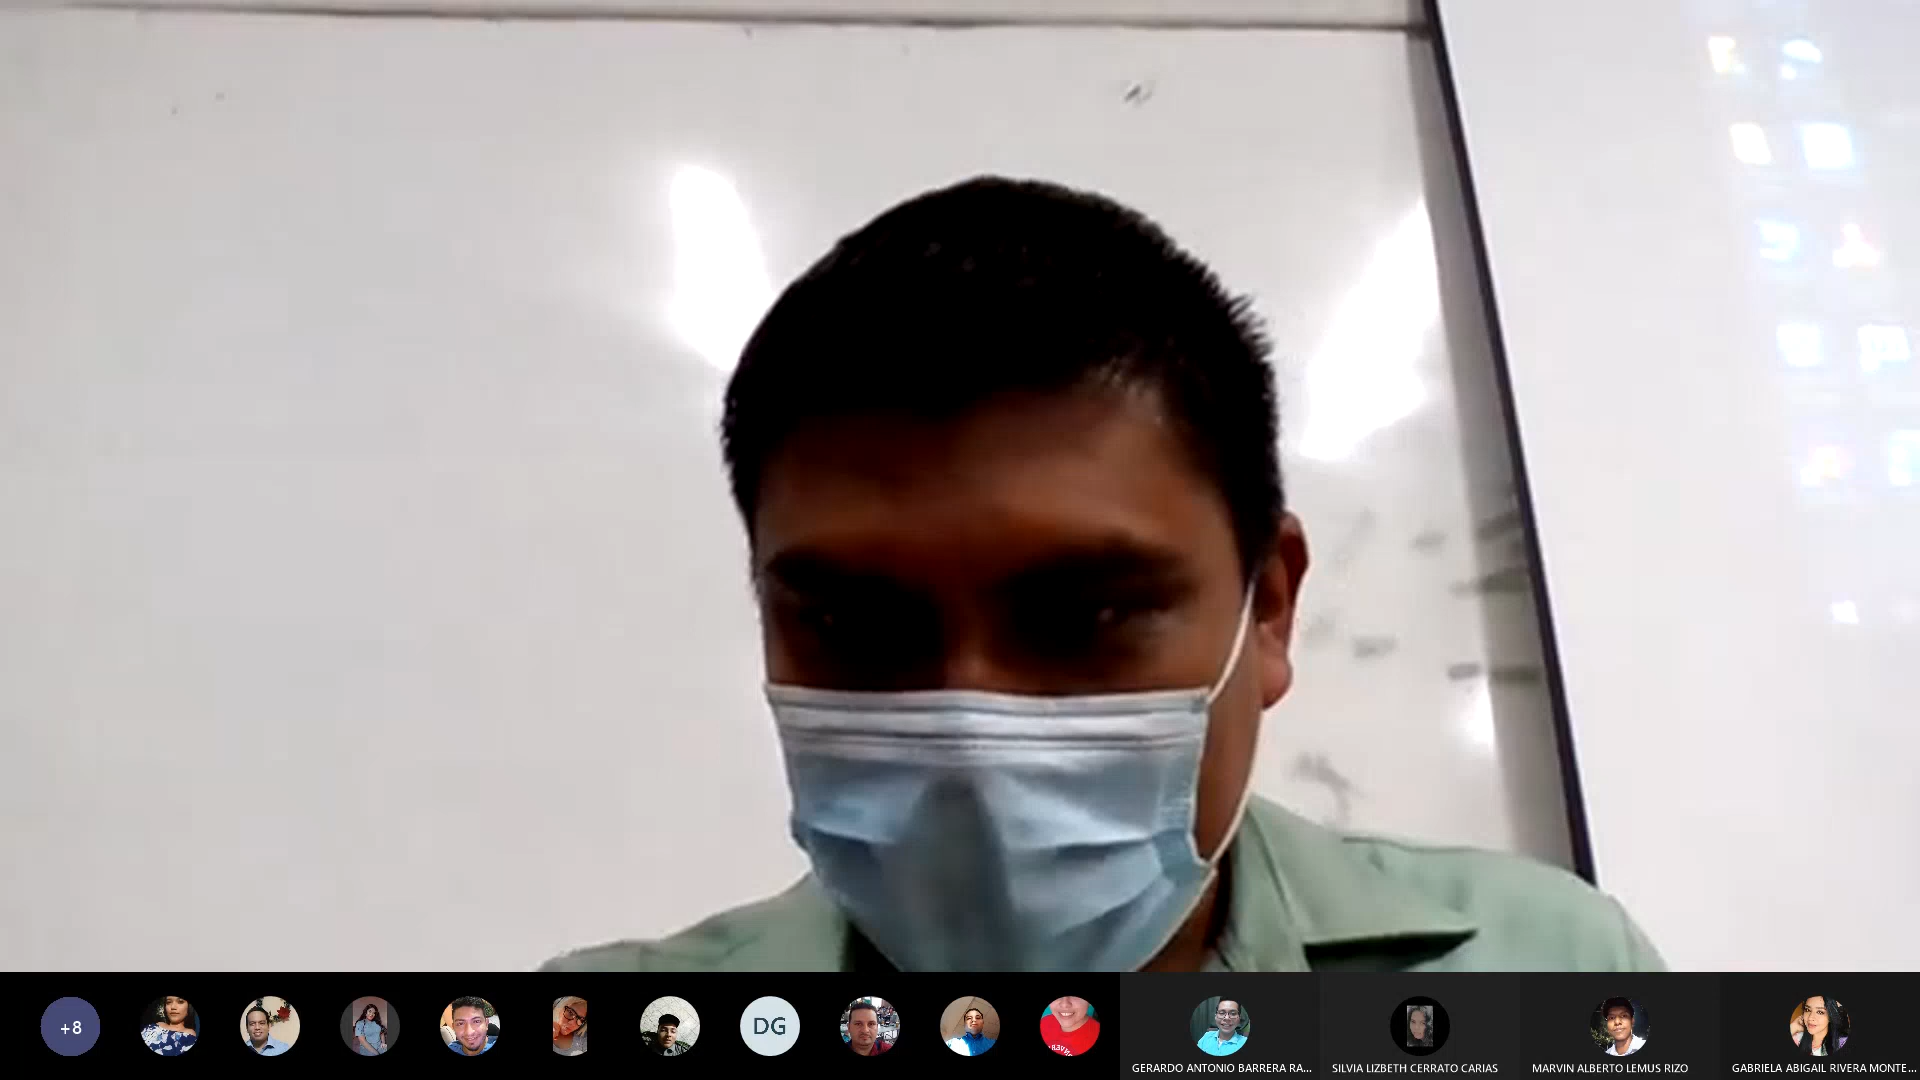 +8
DG
GERARDO ANTONIO BARRERA RA...
SILVIA LIZBETH CERRATO CARIAS
MARVIN ALBERTO LEMUS RIZO
GABRIELA ABIGAIL RIVERA MONTE...